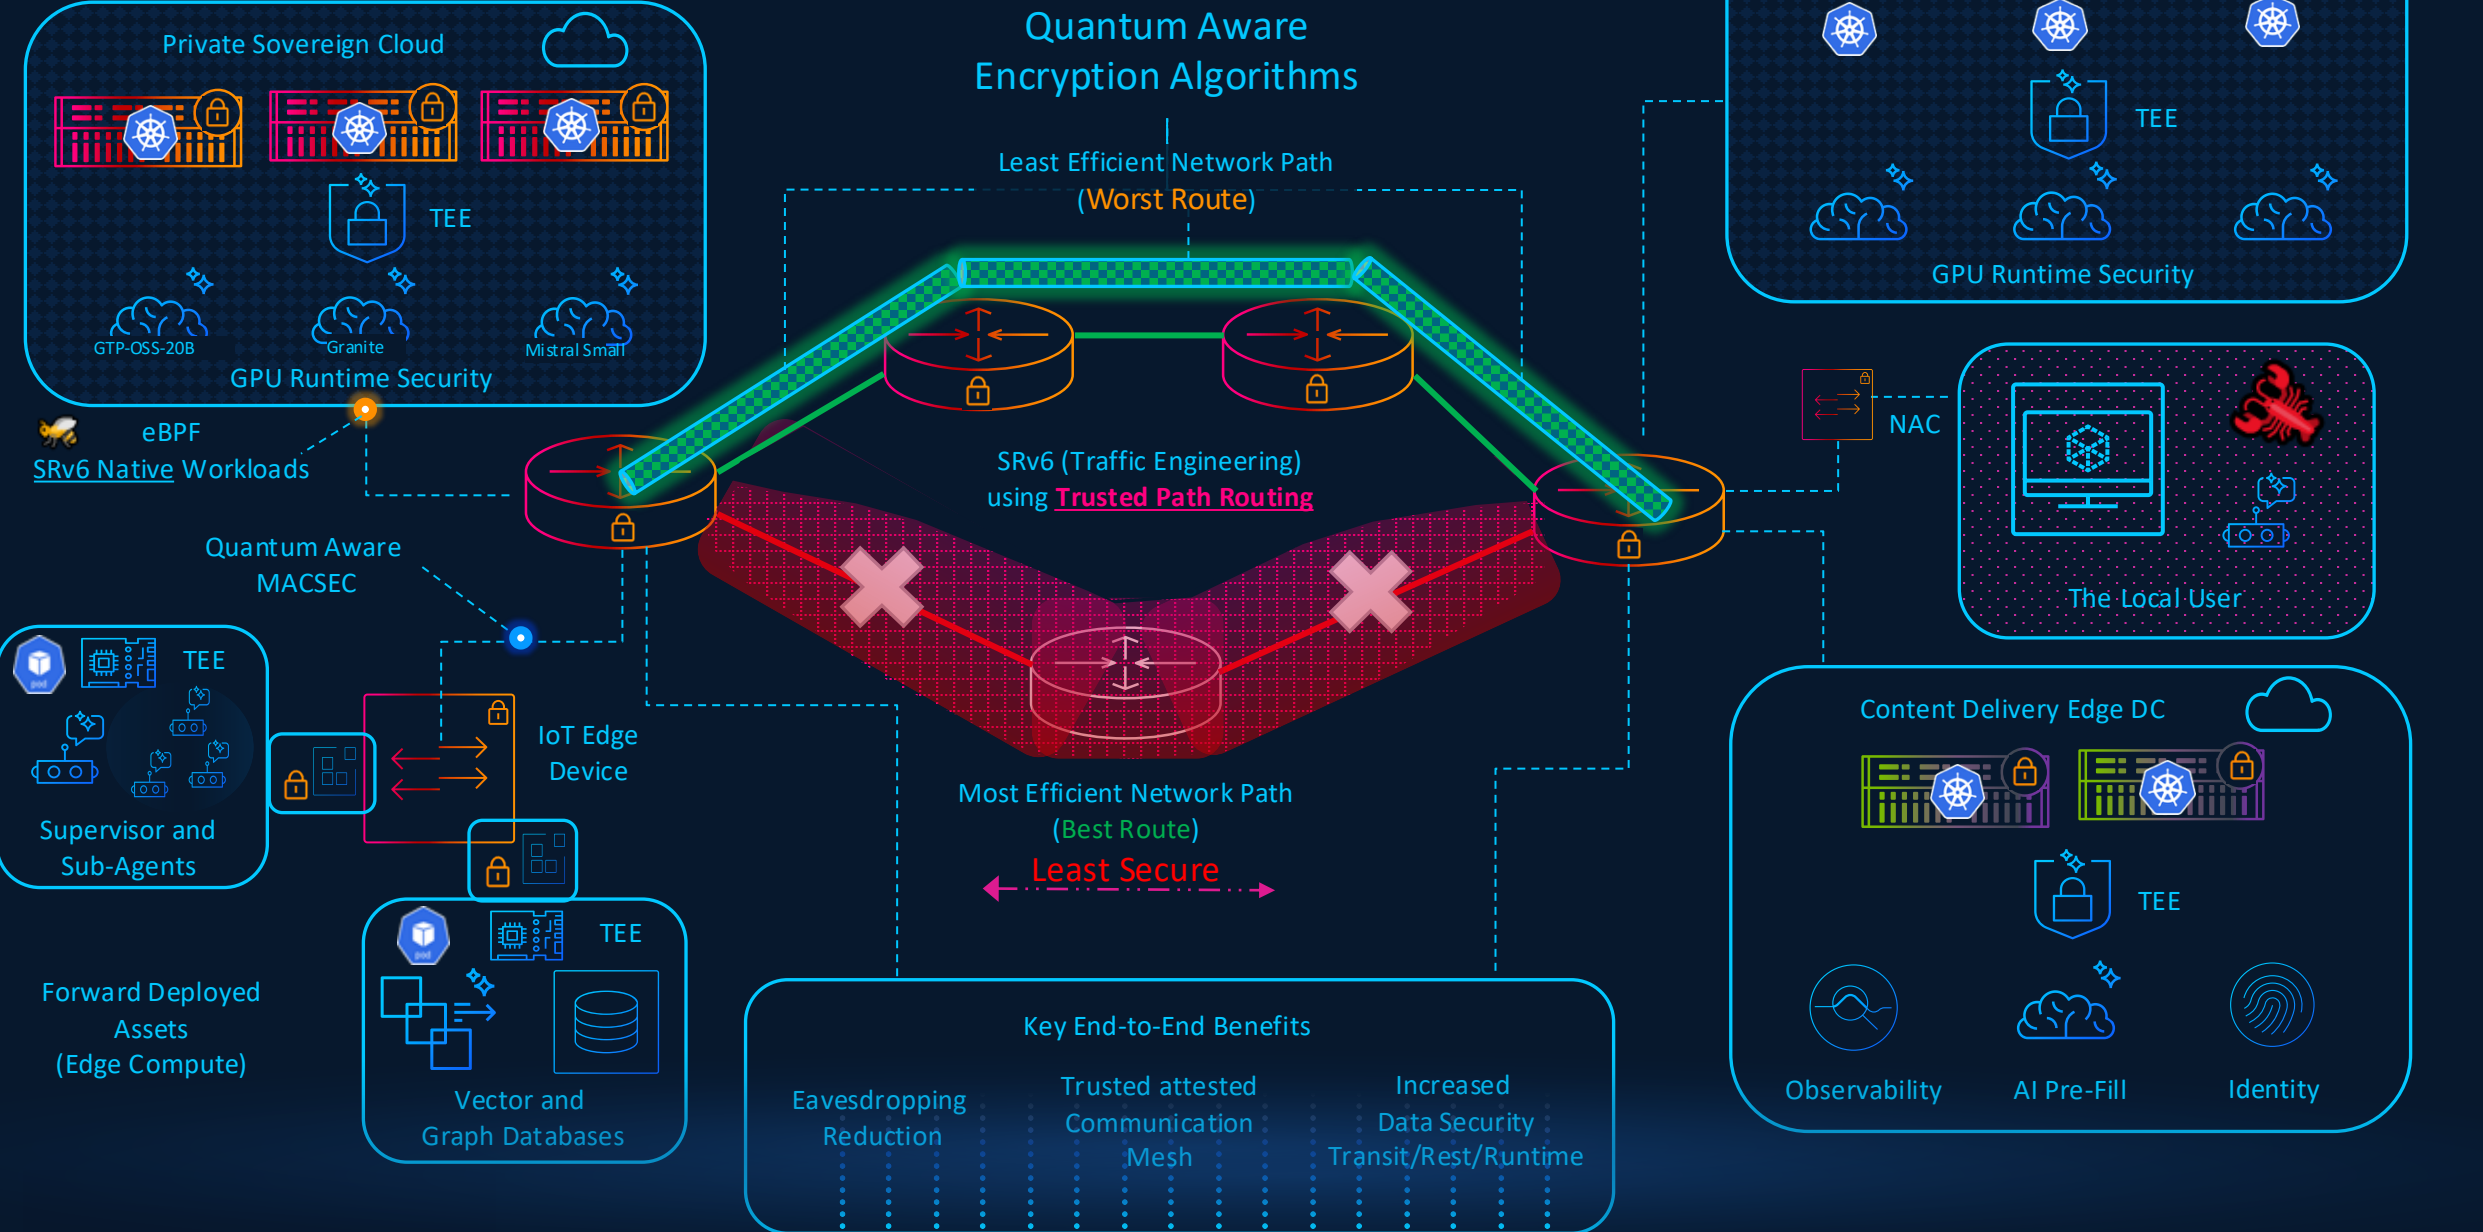 Private Sovereign Cloud
TEE
GTP-OSS-20B
Granite
Mistral Small
GPU Runtime Security
eBPF
SRv6 Native Workloads
Quantum Aware
MACSEC
TEE
Supervisor and
Sub-Agents
IoT Edge
Device
pod
TEE
pod
Vector and
Graph Databases
Forward Deployed
Assets
(Edge Compute)
Quantum Aware
Encryption Algorithms
Least Efficient Network Path
(Worst Route)
SRv6 (Traffic Engineering)
using Trusted Path Routing
Most Efficient Network Path
(Best Route)
Least Secure
Key End-to-End Benefits
Eavesdropping
Reduction
Trusted attested
Communication
Mesh
Increased
Data Security
Transit/Rest/Runtime
TEE
GPU Runtime Security
NAC
The Local User
Content Delivery Edge DC
TEE
Observability
AI Pre-Fill
Identity